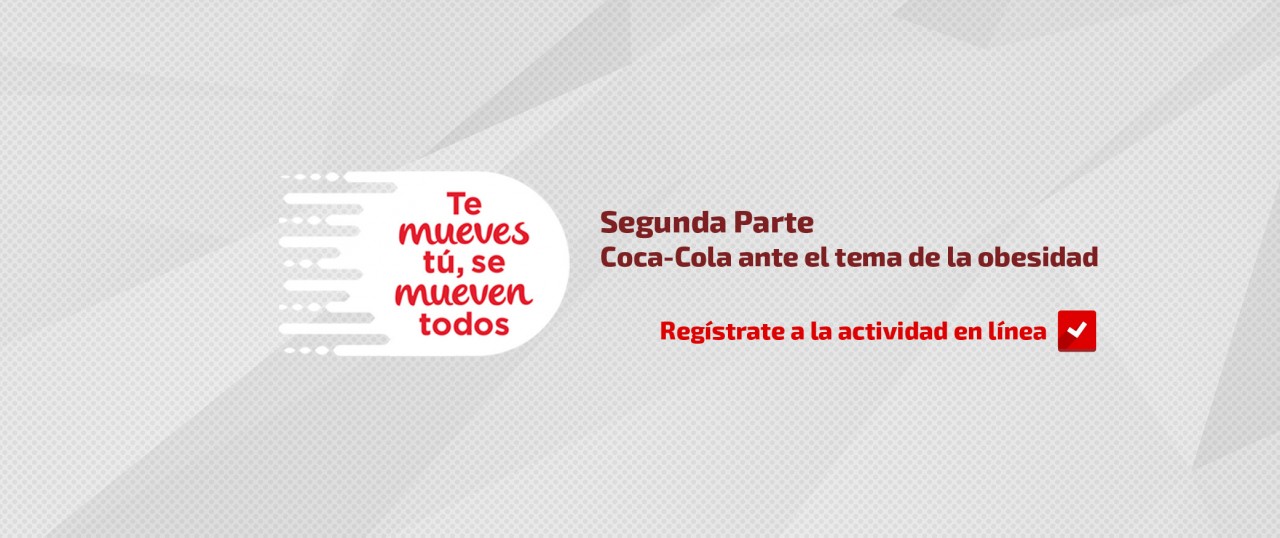 Te
mueves
tú, se
mueven
todos
Segunda Parte
Coca-Cola ante el tema de la obesidad
Regístrate a la actividad en línea